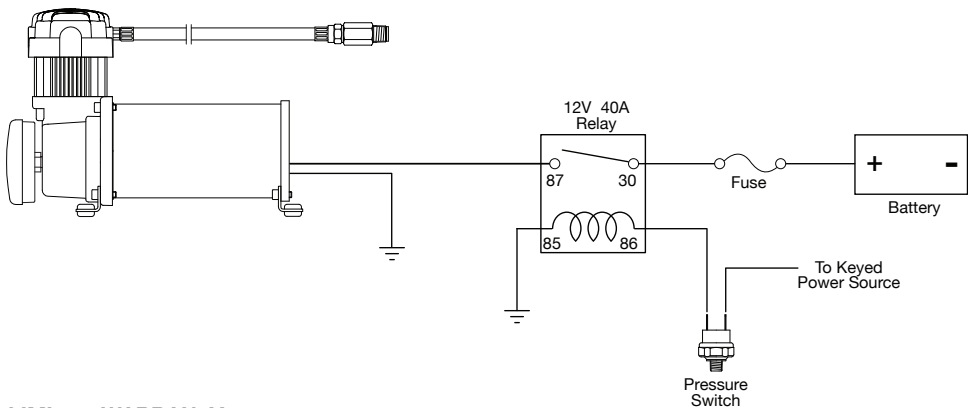 12V 40A
Relay
87
30
85
86
Fuse
+
-
Battery
To Keyed
Power Source
Pressure
Switch